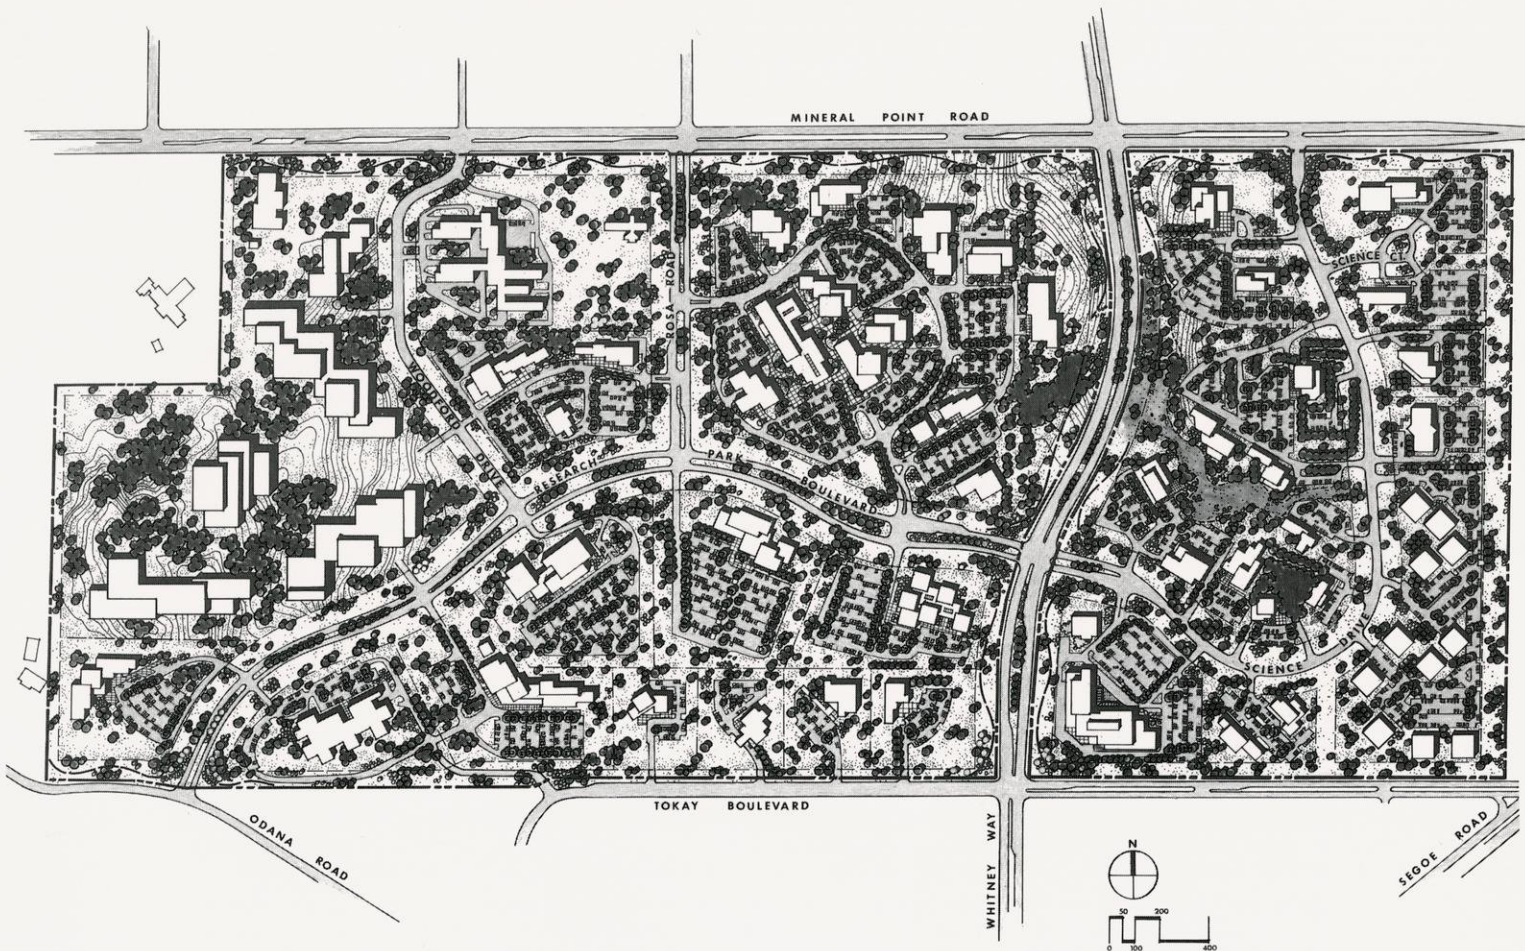 MINERAL POINT ROAD
ROSA ROAD
SCIENCE CT.
WOODFORD DRIVE
RESEARCH PARK BOULEVARD
SCIENCE DRIVE
TOKAY BOULEVARD
ODANA ROAD
WHITNEY WAY
SEGOE ROAD
N
50 200
0 100 400